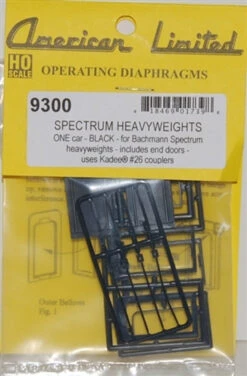 American Limited
HO
SCALE
OPERATING DIAPHRAGMS
9300
SPECTRUM HEAVYWEIGHTS
ONE car - BLACK - for Bachmann Spectrum
heavyweights - includes end doors -
uses Kadee® #26 couplers
Outer Bellows
Fig. 1